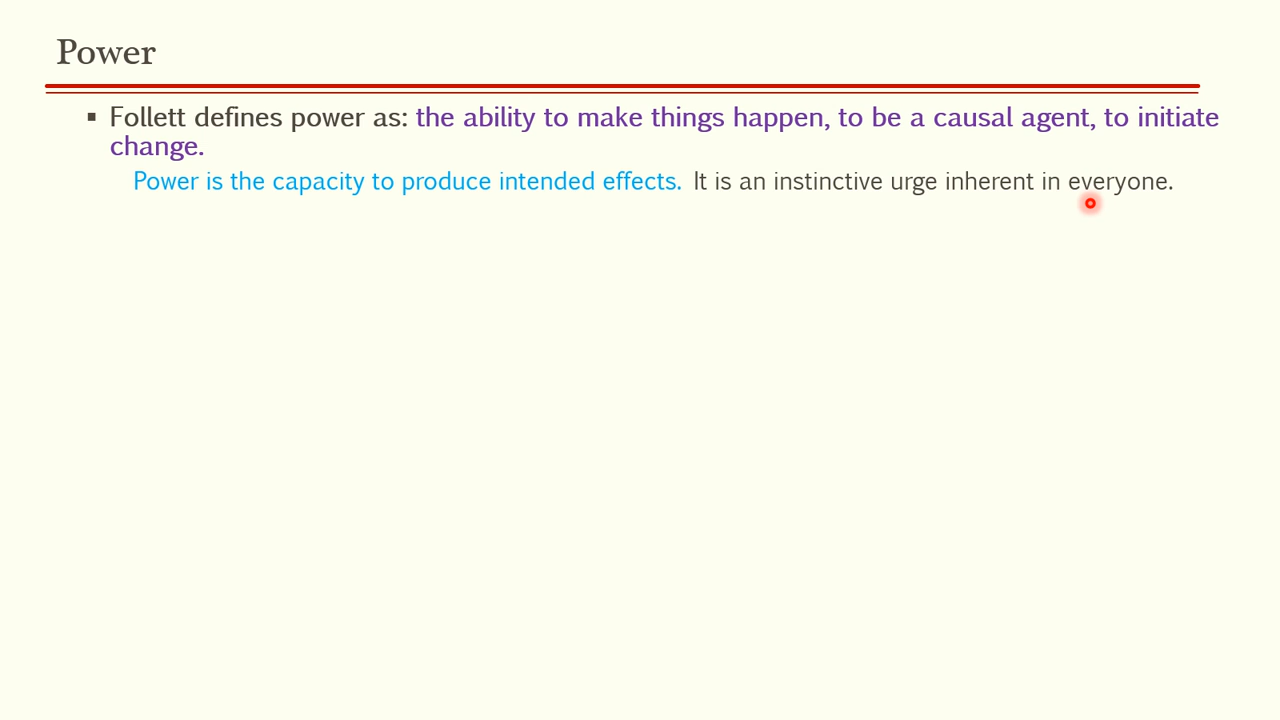 Power
▪ Follett defines power as: the ability to make things happen, to be a causal agent, to initiate
change.
Power is the capacity to produce intended effects. It is an instinctive urge inherent in everyone.